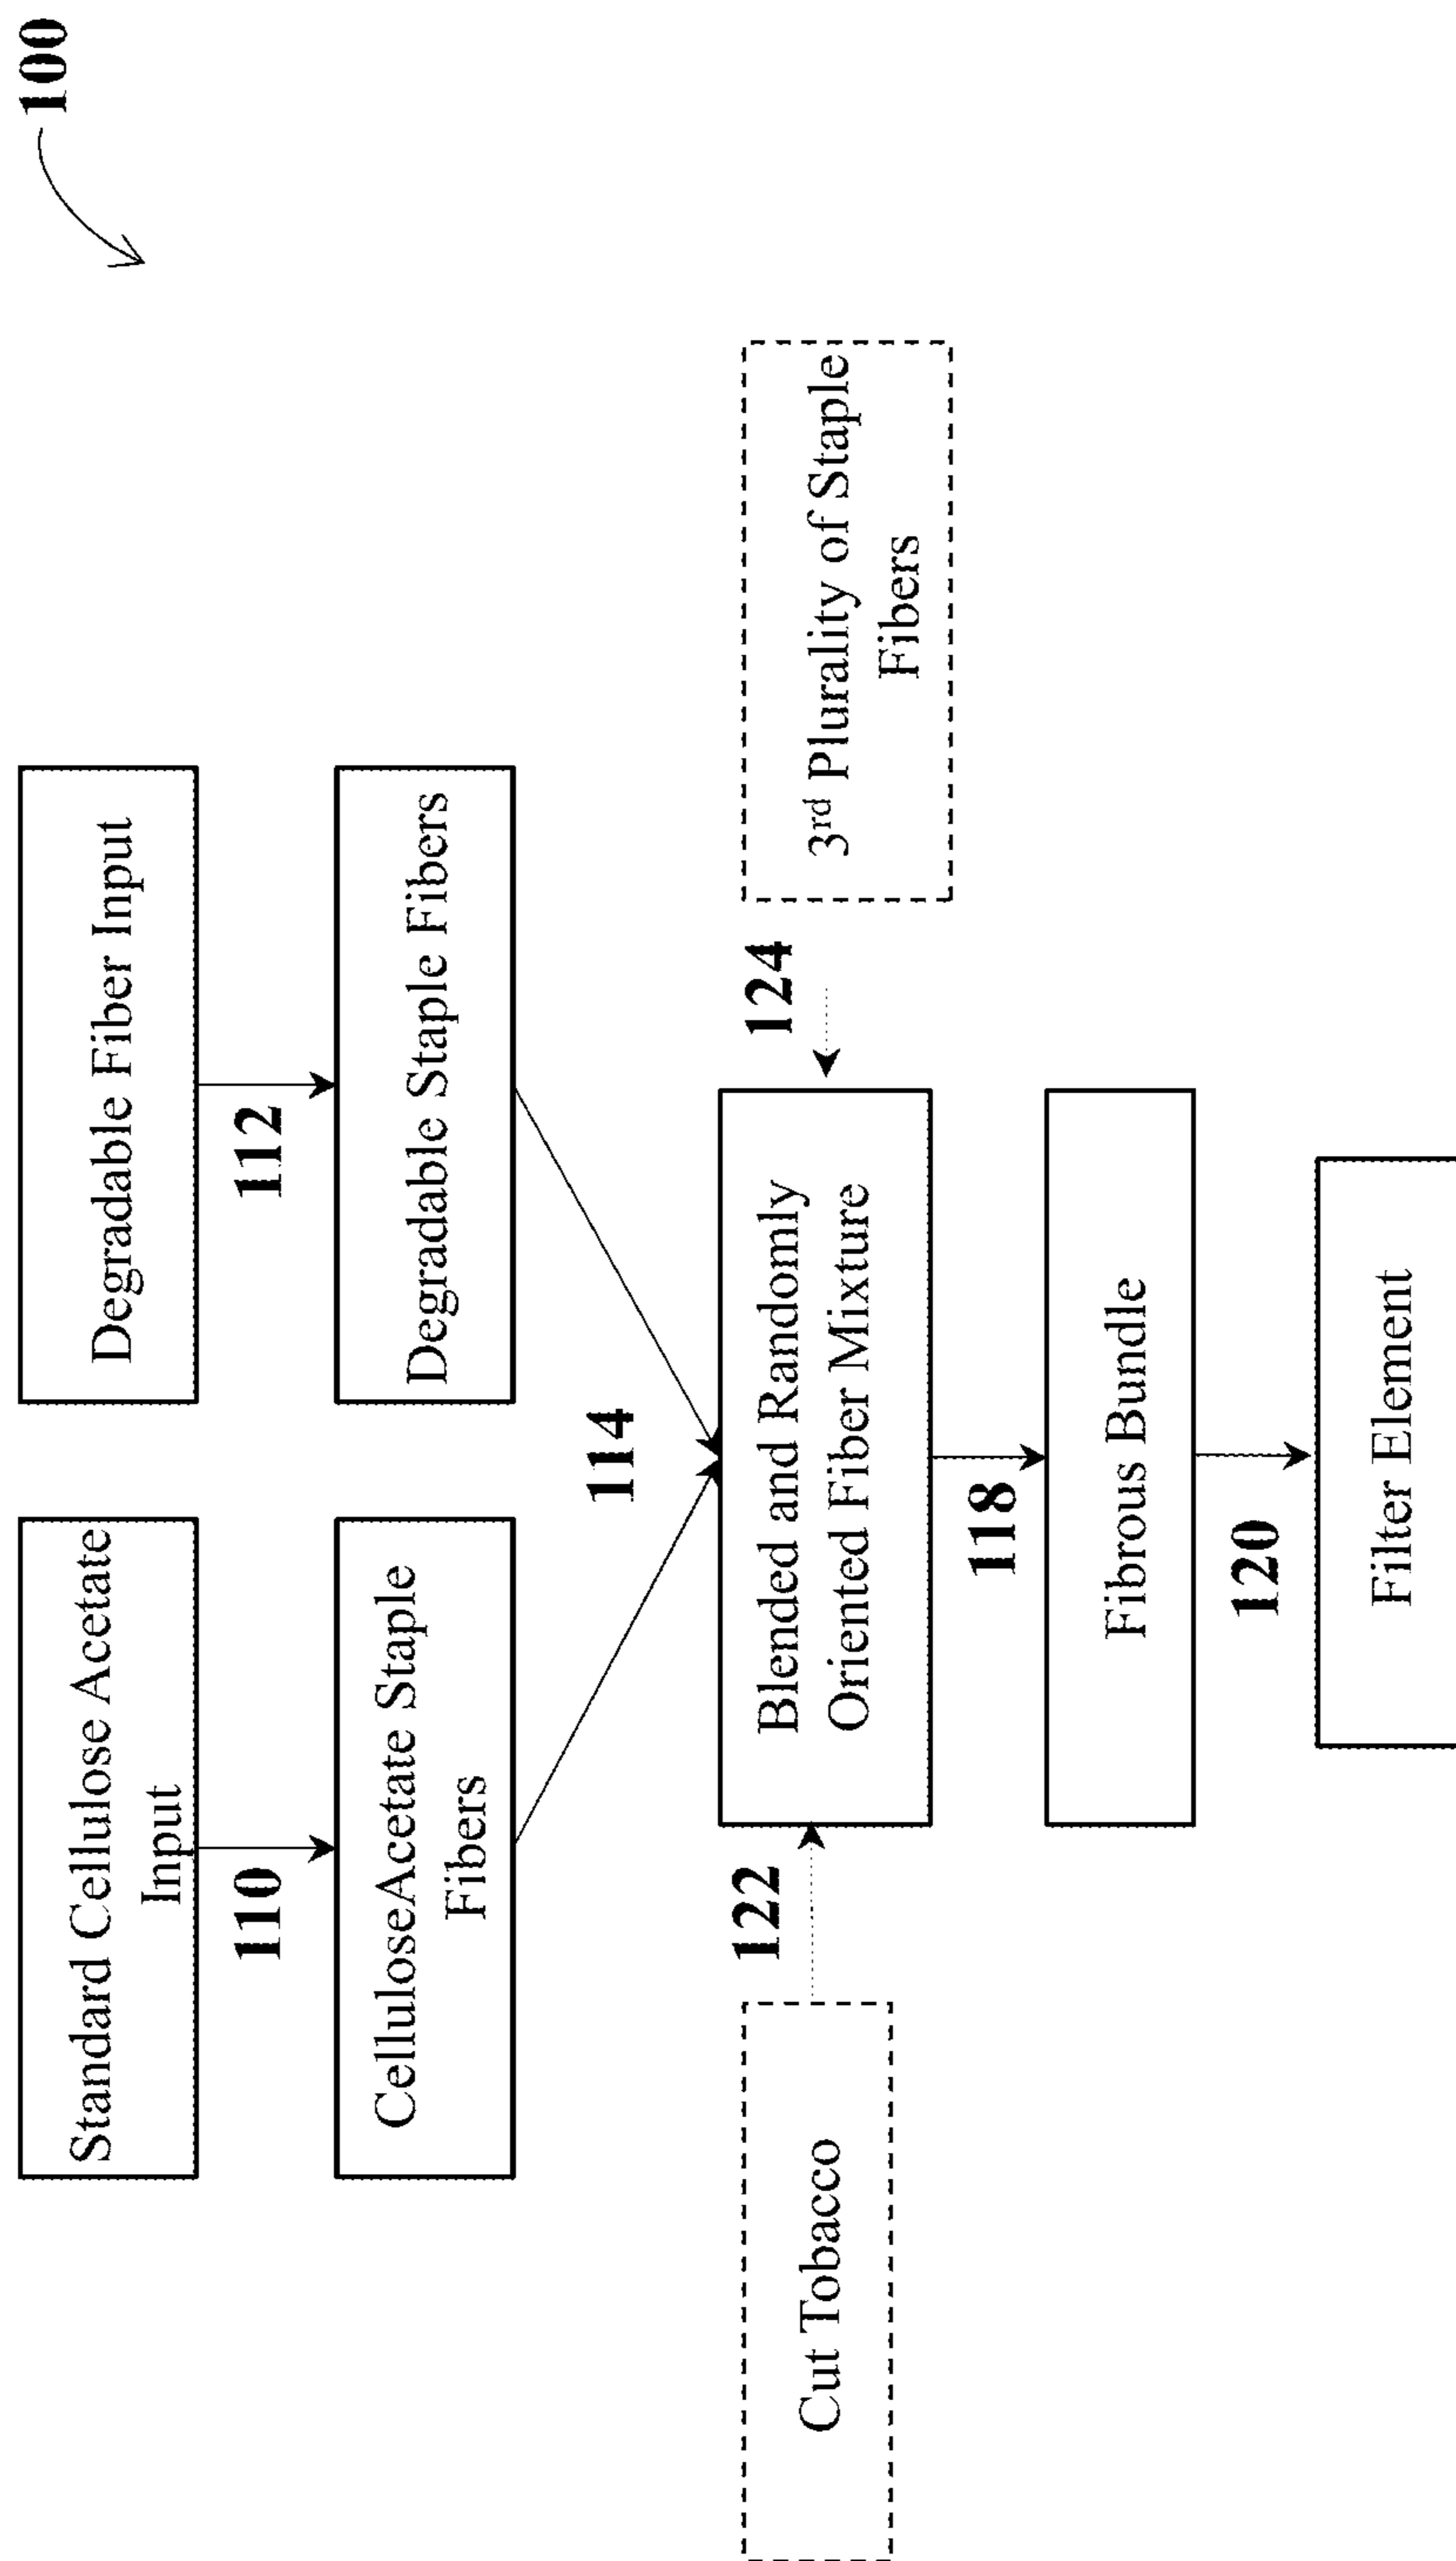 100
Standard Cellulose Acetate
Input
Degradable Fiber Input
110
112
CelluloseAcetate Staple
Fibers
Degradable Staple Fibers
114
Cut Tobacco
122
Blended and Randomly
Oriented Fiber Mixture
124
3rd Plurality of Staple
Fibers
118
Fibrous Bundle
120
Filter Element